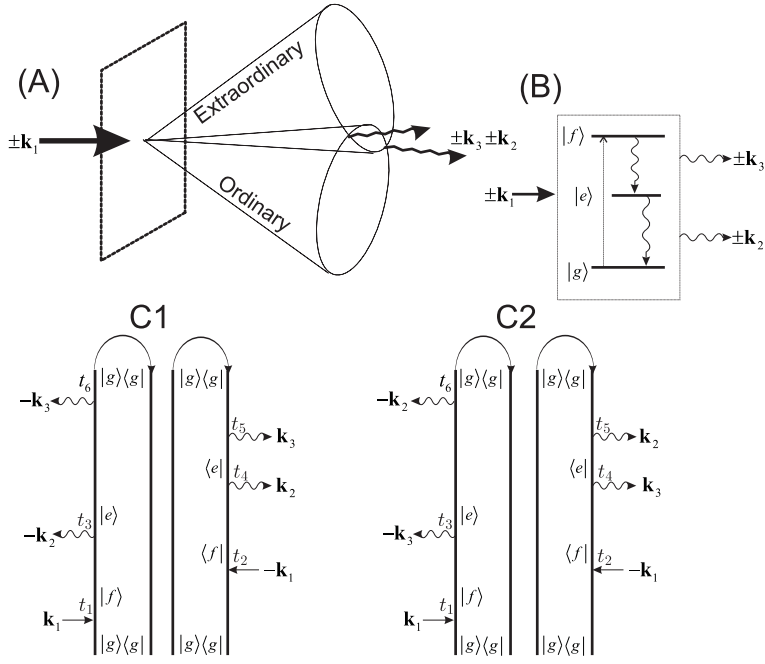 (A)
Extraordinary
Ordinary
±k₁
±k₃ ±k₂
(B)
|f⟩
|e⟩
|g⟩
±k₁
±k₃
±k₂
C1
t₆ |g⟩⟨g| |g⟩⟨g|
−k₃
t₅ k₃
⟨e| t₄ k₂
t₃ |e⟩
−k₂
⟨f| t₂ −k₁
k₁ t₁ |f⟩
|g⟩⟨g| |g⟩⟨g|
C2
t₆ |g⟩⟨g| |g⟩⟨g|
−k₂
t₅ k₂
⟨e| t₄ k₃
t₃ |e⟩
−k₃
⟨f| t₂ −k₁
k₁ t₁ |f⟩
|g⟩⟨g| |g⟩⟨g|